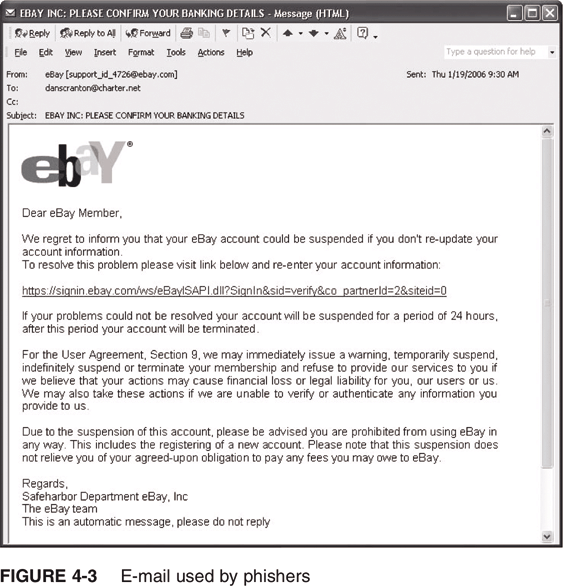 EBAY INC: PLEASE CONFIRM YOUR BANKING DETAILS - Message (HTML)
Reply Reply to All Forward
File Edit View Insert Format Tools Actions Help Type a question for help
From: eBay [support_id_4726@ebay.com] Sent: Thu 1/19/2006 9:30 AM
To: danscranton@charter.net
Cc:
Subject: EBAY INC: PLEASE CONFIRM YOUR BANKING DETAILS
ebaY®
Dear eBay Member,
We regret to inform you that your eBay account could be suspended if you don't re-update your
account information.
To resolve this problem please visit link below and re-enter your account information:
https://signin.ebay.com/ws/eBayISAPI.dll?SignIn&sid=verify&co_partnerId=2&siteid=0
If your problems could not be resolved your account will be suspended for a period of 24 hours,
after this period your account will be terminated.
For the User Agreement, Section 9, we may immediately issue a warning, temporarily suspend,
indefinitely suspend or terminate your membership and refuse to provide our services to you if
we believe that your actions may cause financial loss or legal liability for you, our users or us.
We may also take these actions if we are unable to verify or authenticate any information you
provide to us.
Due to the suspension of this account, please be advised you are prohibited from using eBay in
any way. This includes the registering of a new account. Please note that this suspension does
not relieve you of your agreed-upon obligation to pay any fees you may owe to eBay.
Regards,
Safeharbor Department eBay, Inc
The eBay team
This is an automatic message, please do not reply
FIGURE 4-3 E-mail used by phishers